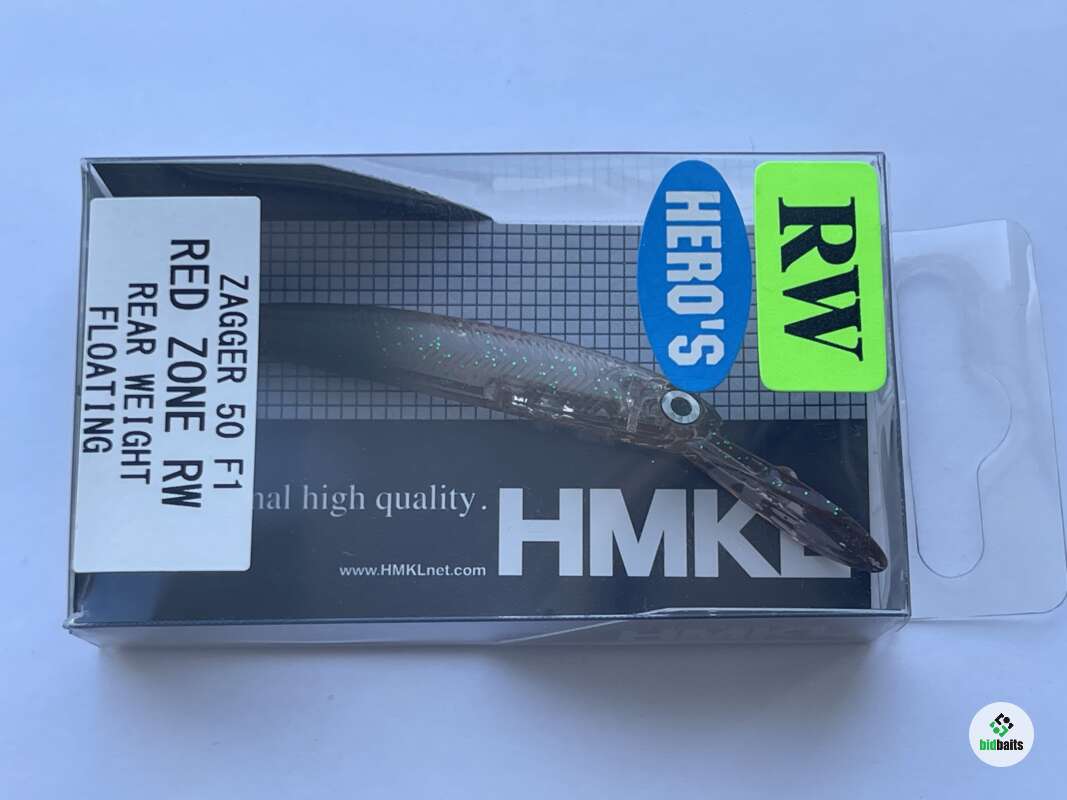 ZAGGER 50 F1
RED ZONE RW
REAR WEIGHT
FLOATING
HERO'S
RW
nal high quality.
www.HMKLnet.com
HMKL
bidbaits